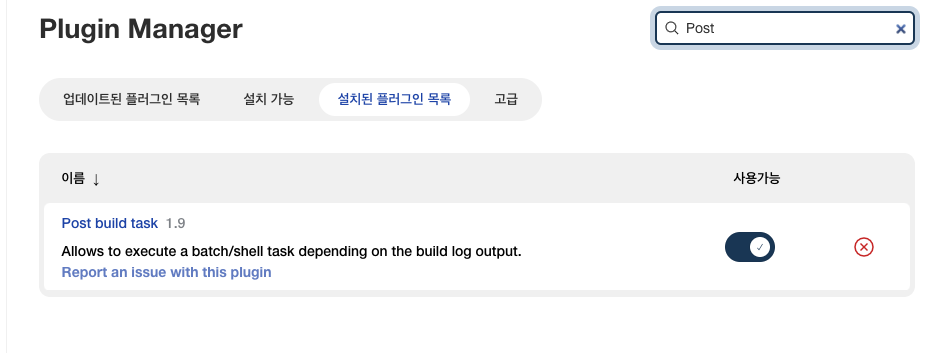 Plugin Manager
Post
업데이트된 플러그인 목록
설치 가능
설치된 플러그인 목록
고급
이름 ↓
사용가능
Post build task 1.9
Allows to execute a batch/shell task depending on the build log output.
Report an issue with this plugin